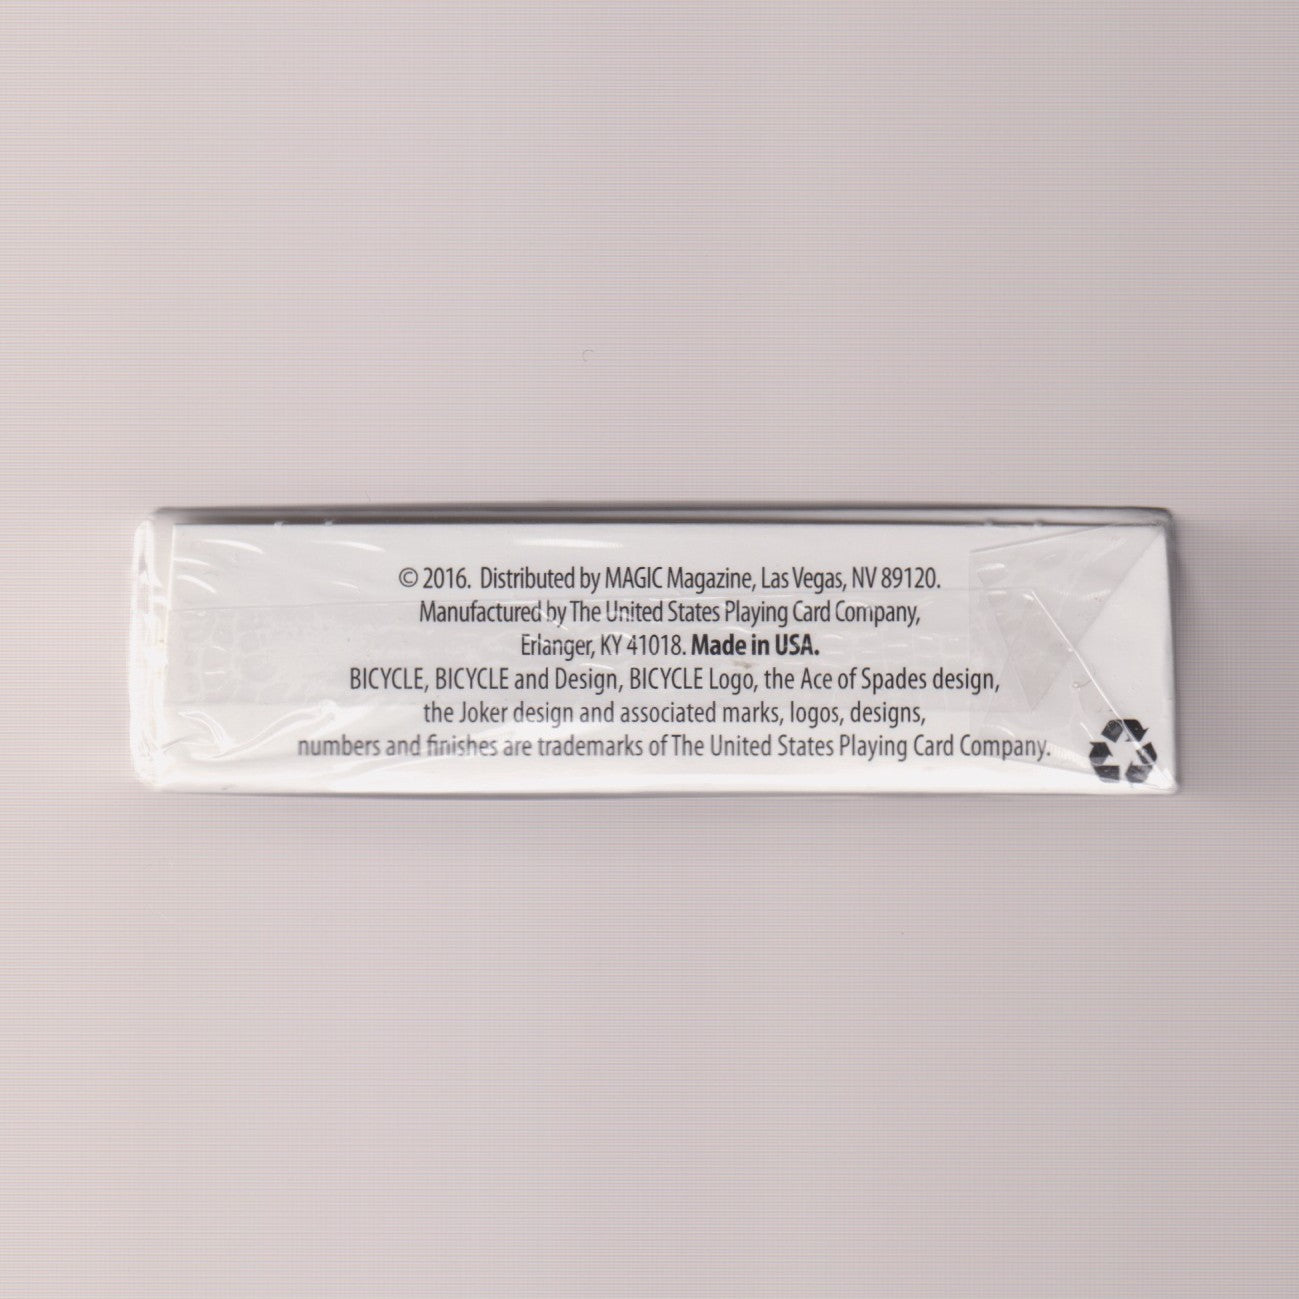 © 2016. Distributed by MAGIC Magazine, Las Vegas, NV 89120.
Manufactured by The United States Playing Card Company,
Erlanger, KY 41018. Made in USA.
BICYCLE, BICYCLE and Design, BICYCLE Logo, the Ace of Spades design,
the Joker design and associated marks, logos, designs,
numbers and finishes are trademarks of The United States Playing Card Company.